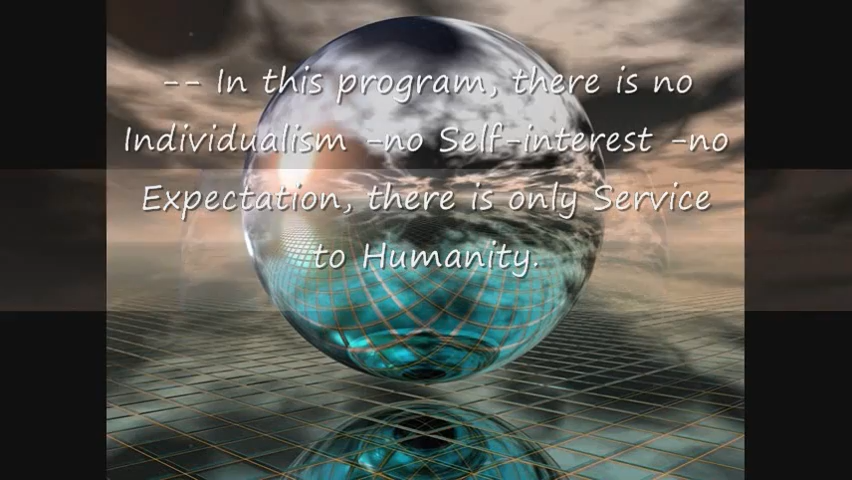 -- In this program, there is no
Individualism -no Self-interest -no
Expectation, there is only Service
to Humanity.